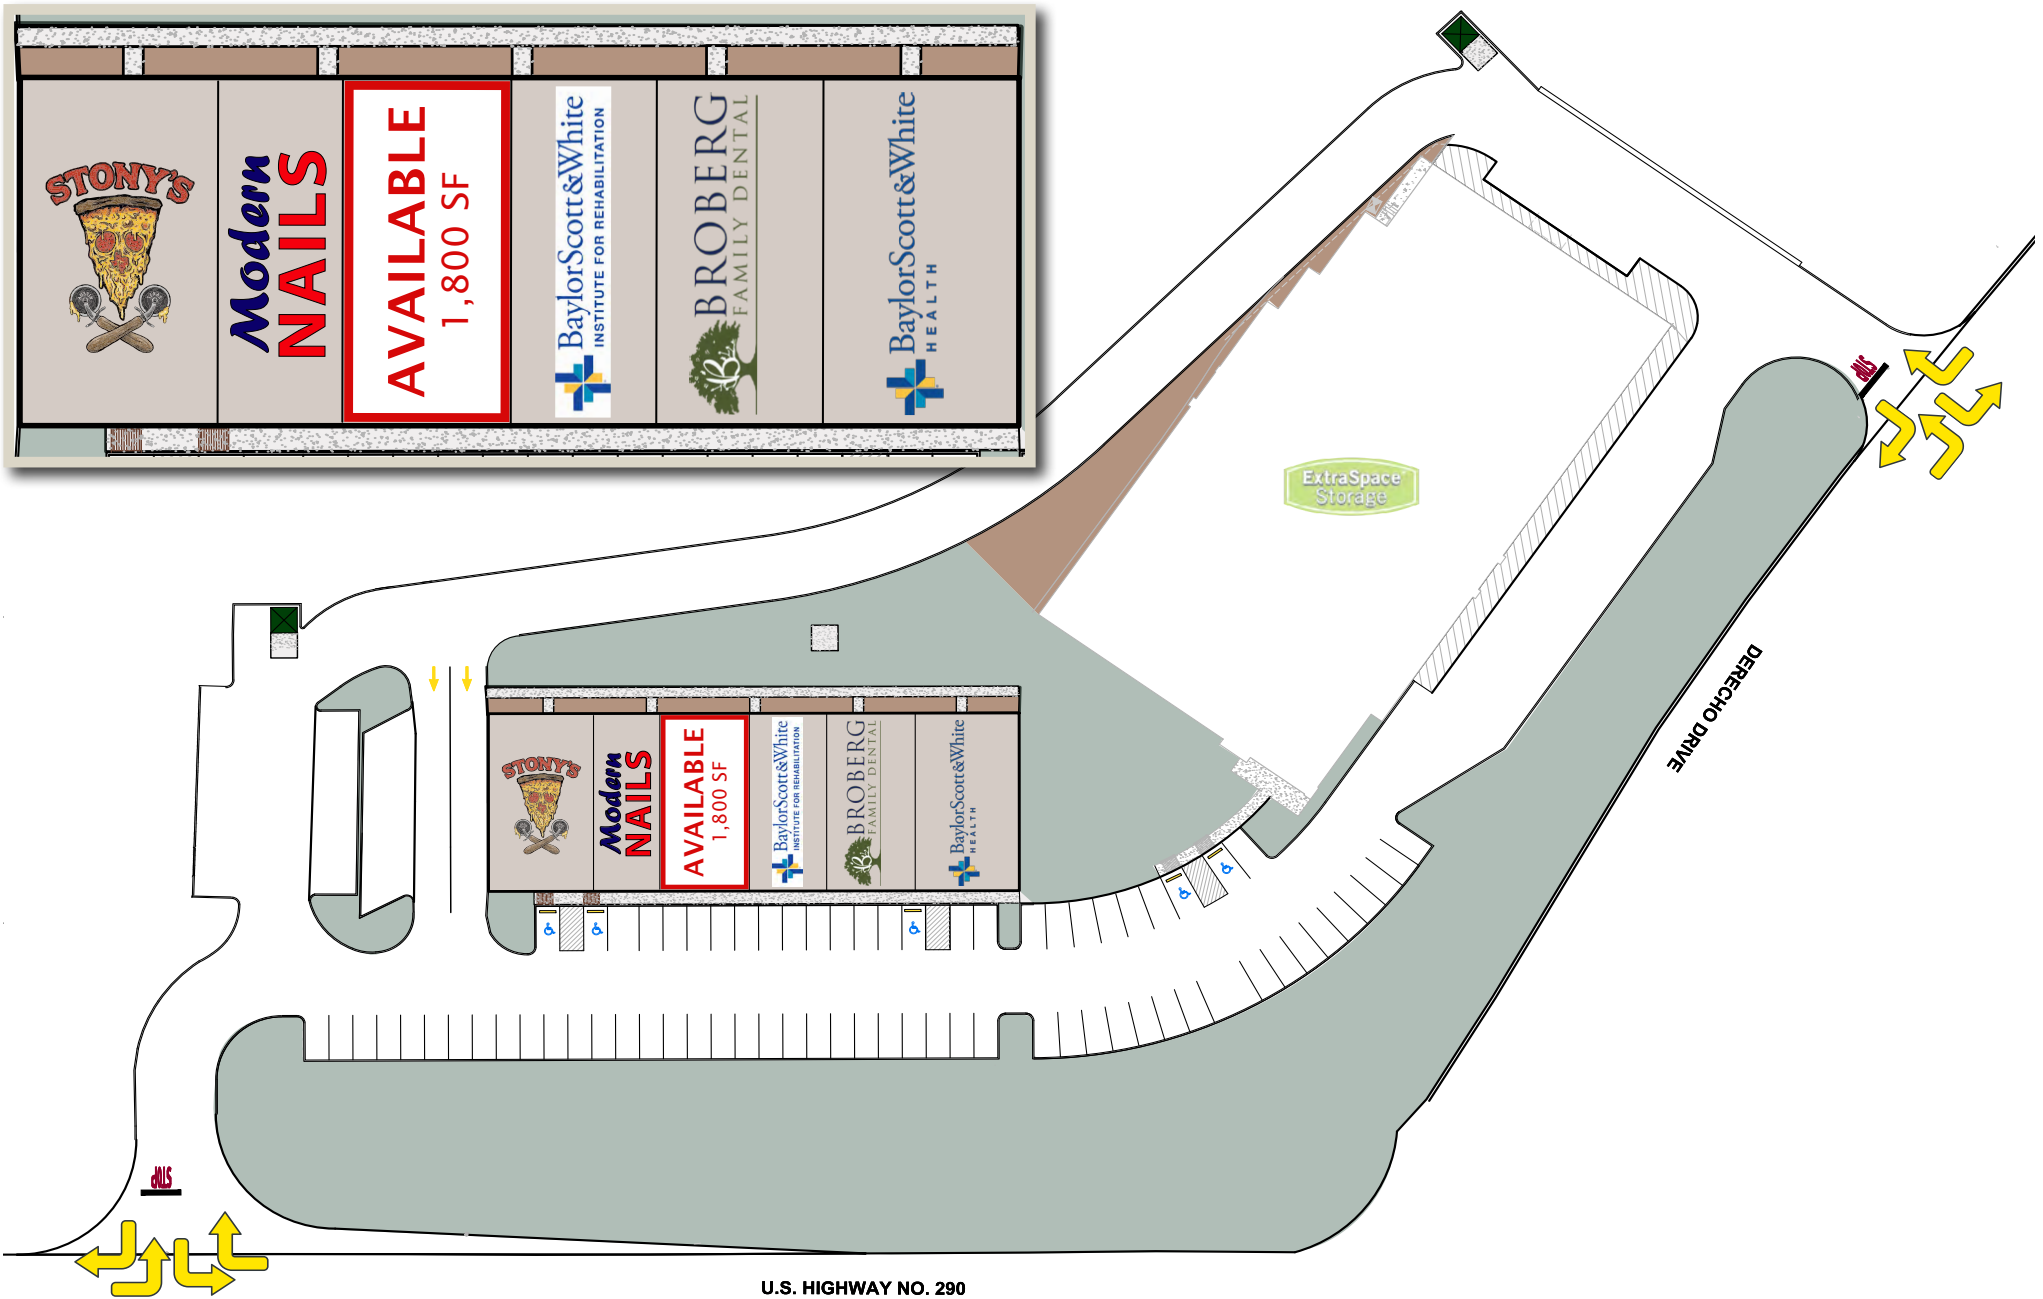 STONY'S
Modern
NAILS
AVAILABLE
1,800 SF
BaylorScott&White
INSTITUTE FOR REHABILITATION
BROBERG
FAMILY DENTAL
BaylorScott&White
HEALTH
ExtraSpace
Storage
STOP
DERECHO DRIVE
STONY'S
Modern
NAILS
AVAILABLE
1,800 SF
BaylorScott&White
INSTITUTE FOR REHABILITATION
BROBERG
FAMILY DENTAL
BaylorScott&White
HEALTH
STOP
U.S. HIGHWAY NO. 290